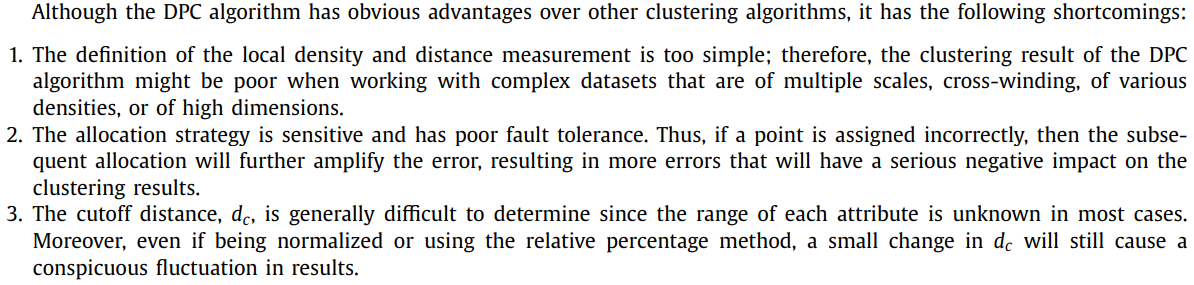 Although the DPC algorithm has obvious advantages over other clustering algorithms, it has the following shortcomings:
1. The definition of the local density and distance measurement is too simple; therefore, the clustering result of the DPC
algorithm might be poor when working with complex datasets that are of multiple scales, cross-winding, of various
densities, or of high dimensions.
2. The allocation strategy is sensitive and has poor fault tolerance. Thus, if a point is assigned incorrectly, then the subse-
quent allocation will further amplify the error, resulting in more errors that will have a serious negative impact on the
clustering results.
3. The cutoff distance, dc, is generally difficult to determine since the range of each attribute is unknown in most cases.
Moreover, even if being normalized or using the relative percentage method, a small change in dc will still cause a
conspicuous fluctuation in results.